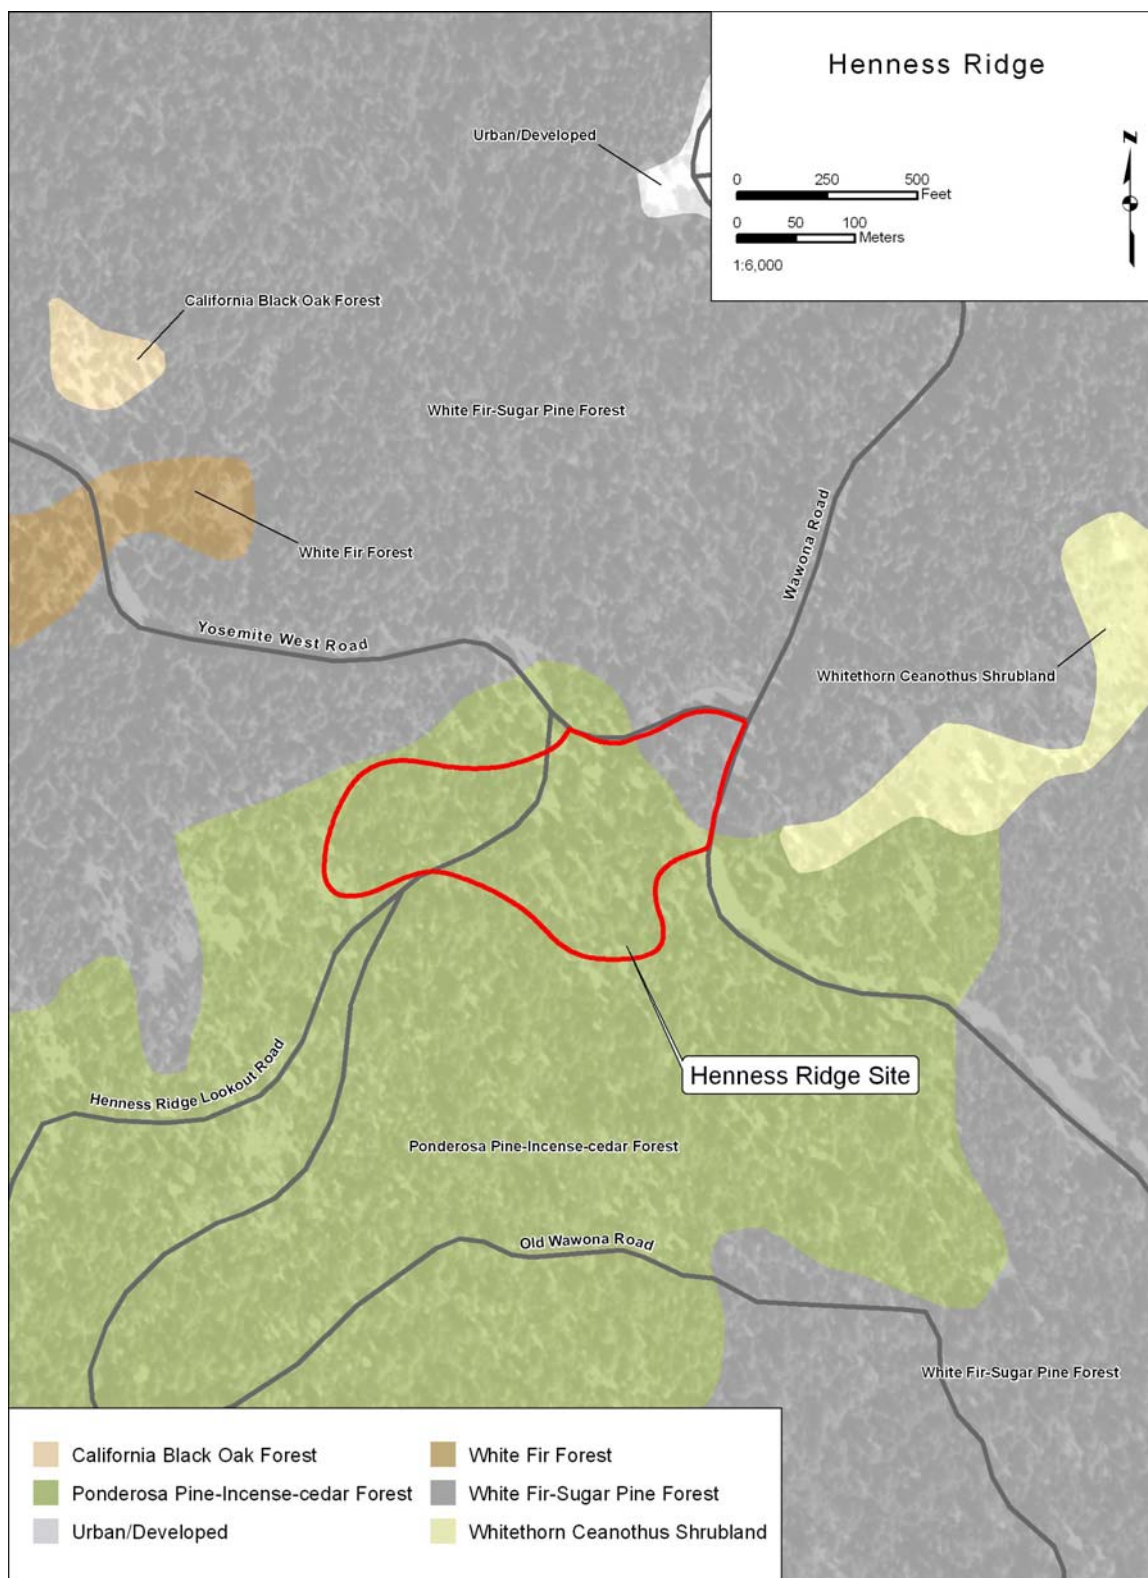 Henness Ridge
Urban/Developed
N
0 250 500
Feet
0 50 100
Meters
1:6,000
California Black Oak Forest
White Fir-Sugar Pine Forest
Wawona Road
White Fir Forest
Yosemite West Road
Whitethorn Ceanothus Shrubland
Henness Ridge Lookout Road
Henness Ridge Site
Ponderosa Pine-Incense-cedar Forest
Old Wawona Road
White Fir-Sugar Pine Forest
California Black Oak Forest
Ponderosa Pine-Incense-cedar Forest
Urban/Developed
White Fir Forest
White Fir-Sugar Pine Forest
Whitethorn Ceanothus Shrubland